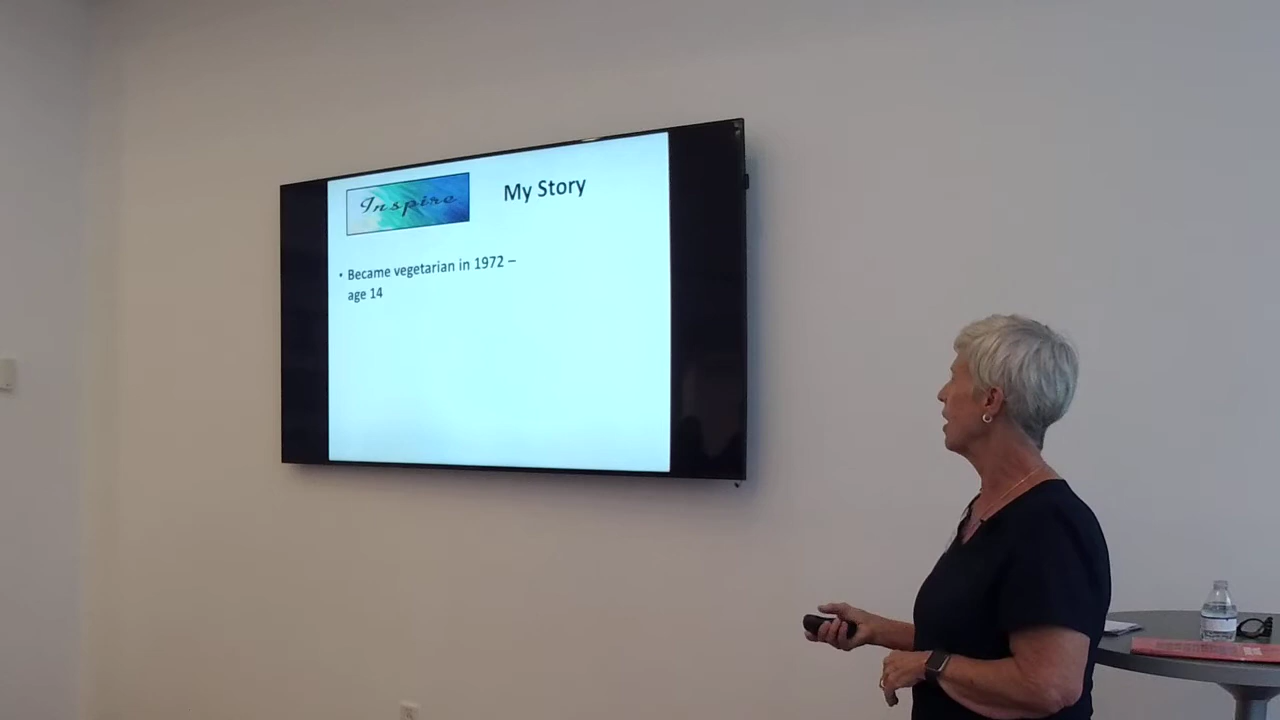 Inspire
My Story
• Became vegetarian in 1972 –
age 14